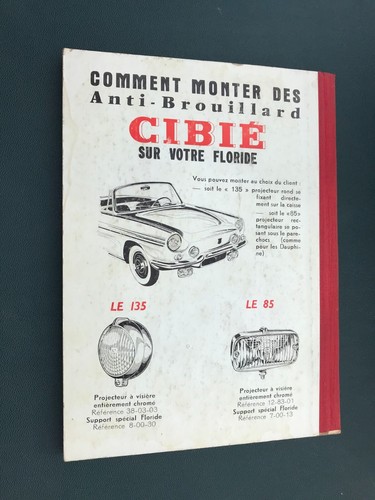 COMMENT MONTER DES
Anti-Brouillard
CIBIÉ
SUR VOTRE FLORIDE
Vous pouvez monter au choix du client :
— soit le « 135 » projecteur rond se
fixant directe-
ment sur la caisse
— soit le «85»
projecteur rec-
tangulaire se po-
sant sous le pare-
chocs (comme
pour les Dauphi-
ne)
LE 135
LE 85
Projecteur à visière
entièrement chromé
Référence 38-03-03
Support spécial Floride
Référence 8-00-30
Projecteur à visière
entièrement chromé
Référence 12-83-01
Support spécial Floride
Référence 7-00-13